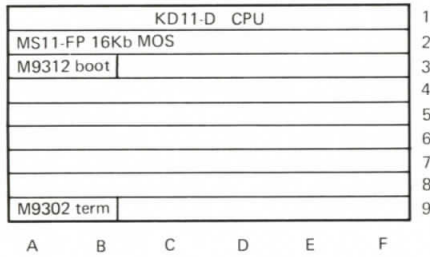 KD11-D CPU 1
MS11-FP 16Kb MOS 2
M9312 boot 3
4
5
6
7
8
M9302 term 9
A B C D E F